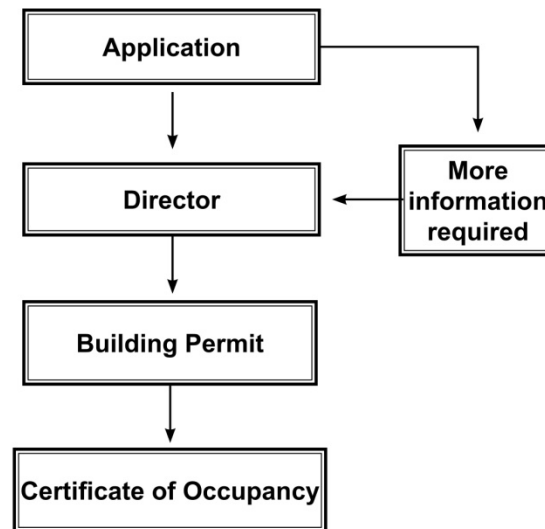 Application
More
information
required
Director
Building Permit
Certificate of Occupancy